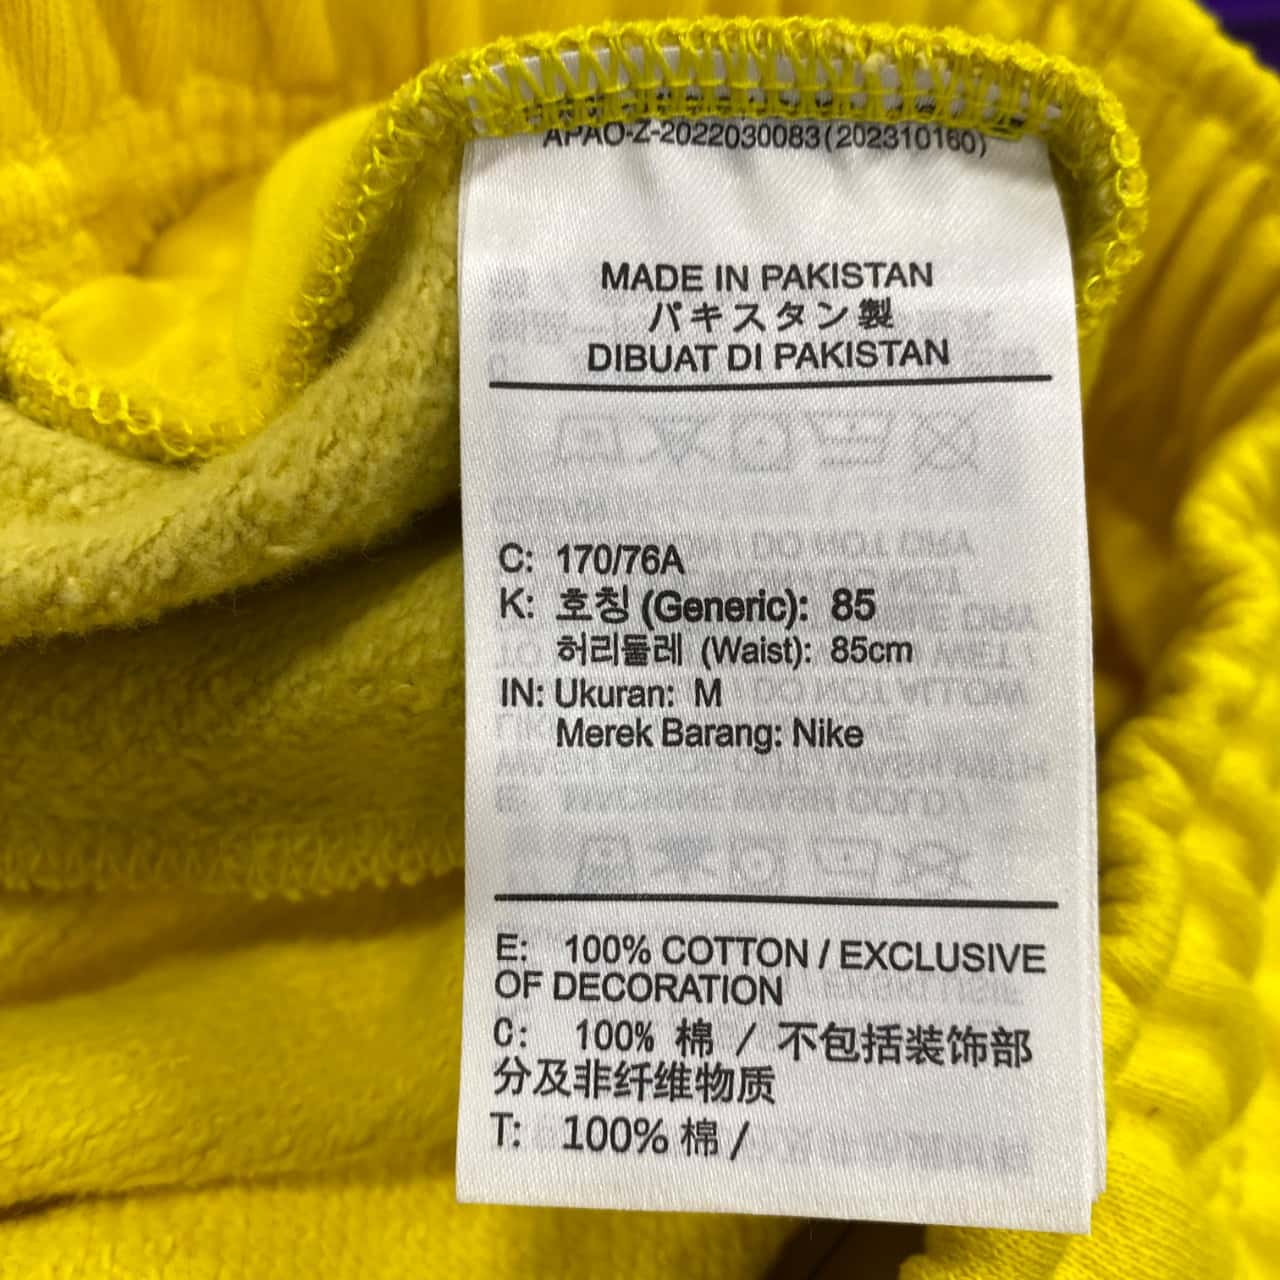 APAO-Z-2022030083(202310160)
MADE IN PAKISTAN
パキスタン製
DIBUAT DI PAKISTAN
C: 170/76A
K: 호칭 (Generic): 85
허리둘레 (Waist): 85cm
IN: Ukuran: M
Merek Barang: Nike
E: 100% COTTON / EXCLUSIVE
OF DECORATION
C: 100% 棉 / 不包括装饰部
分及非纤维物质
T: 100% 棉 /